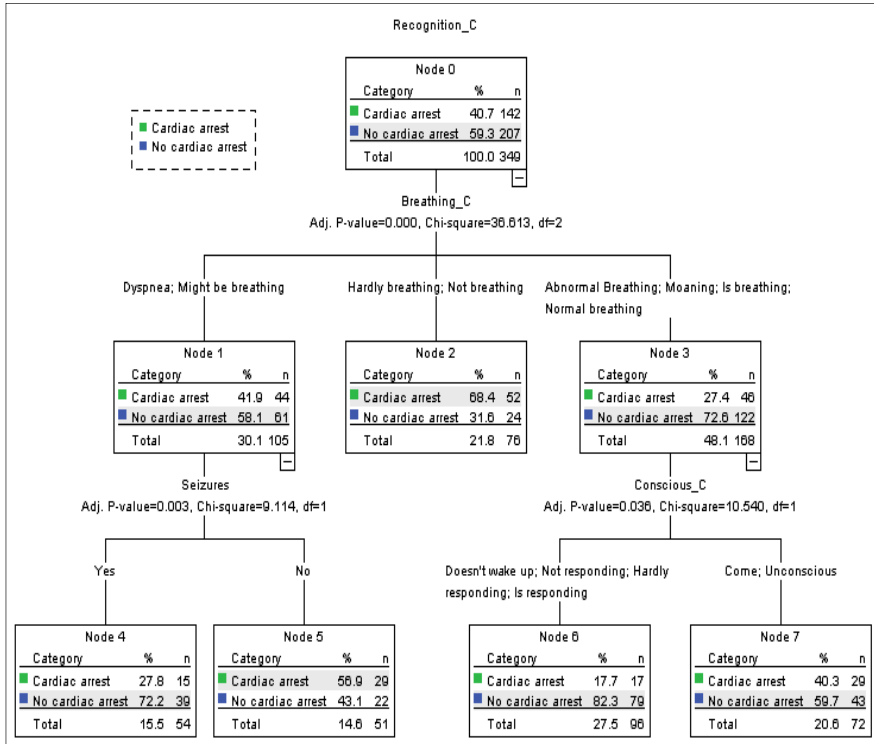 Recognition_C
Node 0
Category % n
Cardiac arrest 40.7 142
No cardiac arrest 59.3 207
Total 100.0 349
Cardiac arrest
No cardiac arrest
Breathing_C
Adj. P-value=0.000, Chi-square=36.613, df=2
Dyspnea; Might be breathing
Hardly breathing; Not breathing
Abnormal Breathing; Moaning; Is breathing;
Normal breathing
Node 1
Category % n
Cardiac arrest 41.9 44
No cardiac arrest 58.1 61
Total 30.1 105
Node 2
Category % n
Cardiac arrest 68.4 52
No cardiac arrest 31.6 24
Total 21.8 76
Node 3
Category % n
Cardiac arrest 27.4 46
No cardiac arrest 72.6 122
Total 48.1 168
Seizures
Adj. P-value=0.003, Chi-square=9.114, df=1
Conscious_C
Adj. P-value=0.036, Chi-square=10.540, df=1
Yes
No
Doesn't wake up; Not responding; Hardly
responding; Is responding
Come; Unconscious
Node 4
Category % n
Cardiac arrest 27.8 15
No cardiac arrest 72.2 39
Total 15.5 54
Node 5
Category % n
Cardiac arrest 56.9 29
No cardiac arrest 43.1 22
Total 14.6 51
Node 6
Category % n
Cardiac arrest 17.7 17
No cardiac arrest 82.3 79
Total 27.5 96
Node 7
Category % n
Cardiac arrest 40.3 29
No cardiac arrest 59.7 43
Total 20.6 72